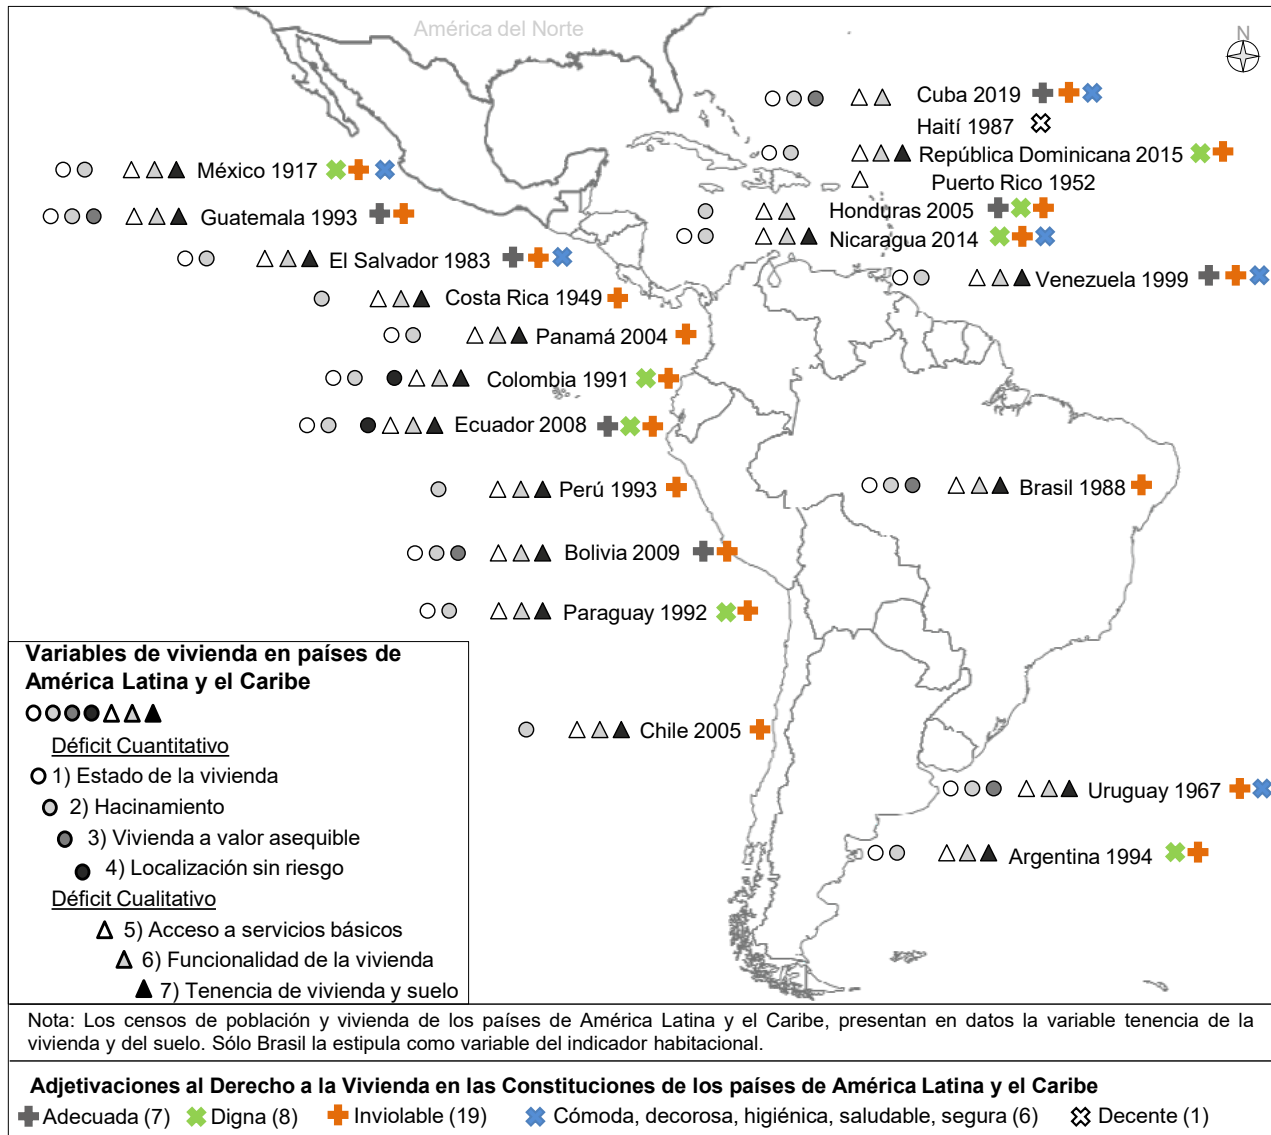 América del Norte
N
Cuba 2019
Haití 1987
República Dominicana 2015
Puerto Rico 1952
México 1917
Guatemala 1993
Honduras 2005
Nicaragua 2014
El Salvador 1983
Venezuela 1999
Costa Rica 1949
Panamá 2004
Colombia 1991
Ecuador 2008
Perú 1993
Brasil 1988
Bolivia 2009
Paraguay 1992
Chile 2005
Uruguay 1967
Argentina 1994
Variables de vivienda en países de
América Latina y el Caribe
Déficit Cuantitativo
1) Estado de la vivienda
2) Hacinamiento
3) Vivienda a valor asequible
4) Localización sin riesgo
Déficit Cualitativo
5) Acceso a servicios básicos
6) Funcionalidad de la vivienda
7) Tenencia de vivienda y suelo
Nota: Los censos de población y vivienda de los países de América Latina y el Caribe, presentan en datos la variable tenencia de la
vivienda y del suelo. Sólo Brasil la estipula como variable del indicador habitacional.
Adjetivaciones al Derecho a la Vivienda en las Constituciones de los países de América Latina y el Caribe
Adecuada (7) Digna (8) Inviolable (19) Cómoda, decorosa, higiénica, saludable, segura (6) Decente (1)